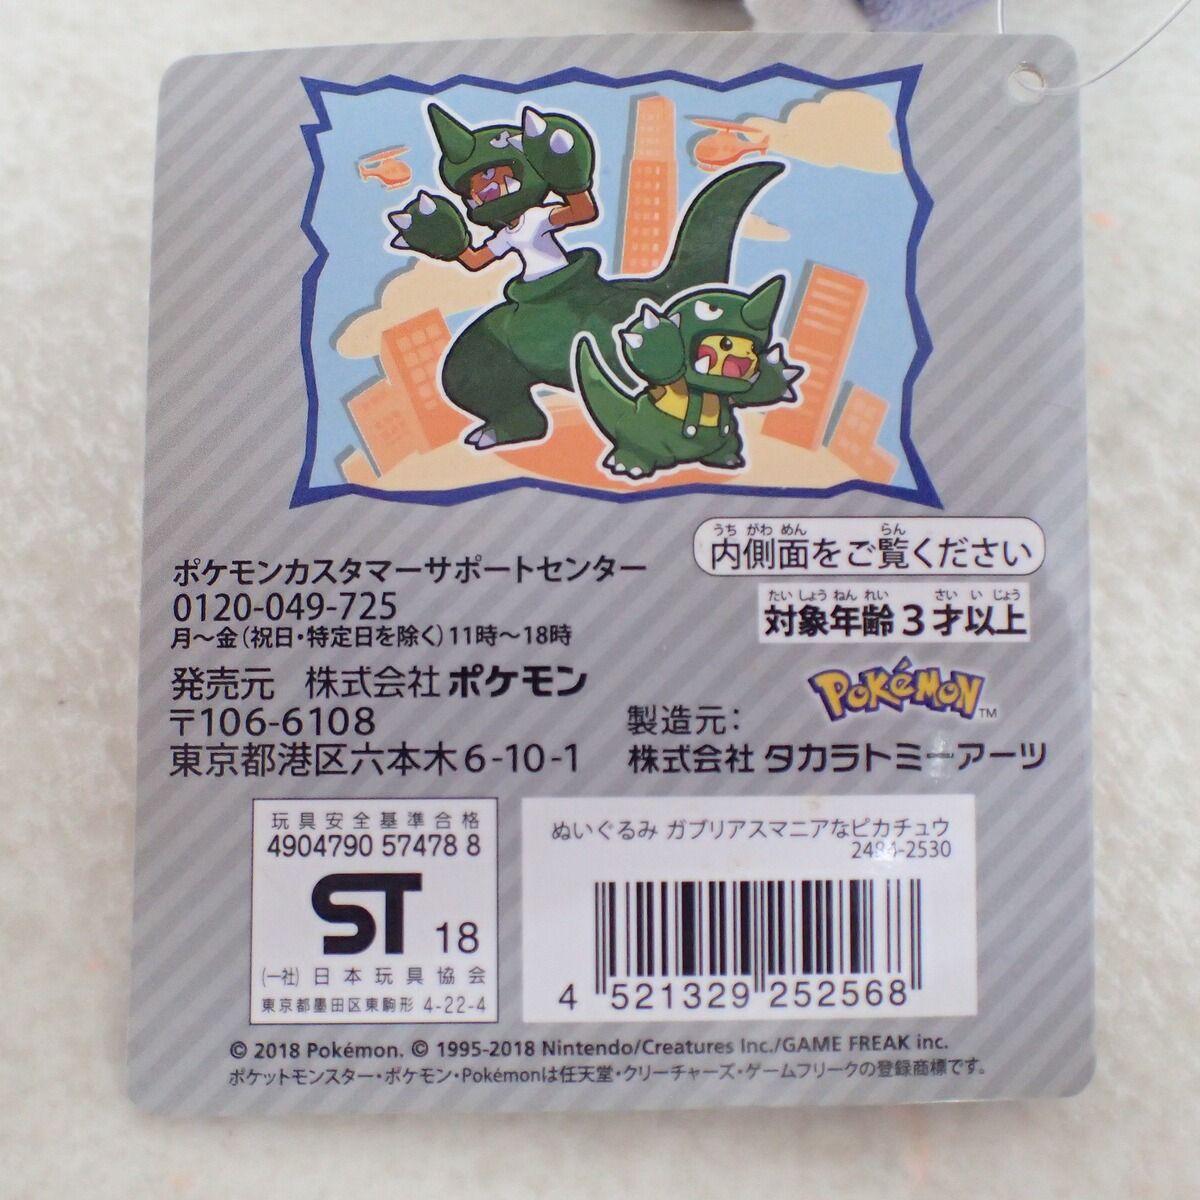 内側面をご覧ください
うち がわ めん らん
対象年齢3才以上
たい しょう ねん れい さい い じょう
ポケモンカスタマーサポートセンター
0120-049-725
月～金(祝日・特定日を除く)11時～18時
発売元 株式会社 ポケモン
〒106-6108
東京都港区六本木6-10-1
POKéMON™
製造元:
株式会社 タカラトミーアーツ
玩具安全基準合格
4904790 57478 8
ST 18
(一社)日本玩具協会
東京都墨田区東駒形 4-22-4
ぬいぐるみ ガブリアスマニアなピカチュウ
2484-2530
4 521329 252568
© 2018 Pokémon. © 1995-2018 Nintendo/Creatures Inc./GAME FREAK inc.
ポケットモンスター・ポケモン・Pokémonは任天堂・クリーチャーズ・ゲームフリークの登録商標です。